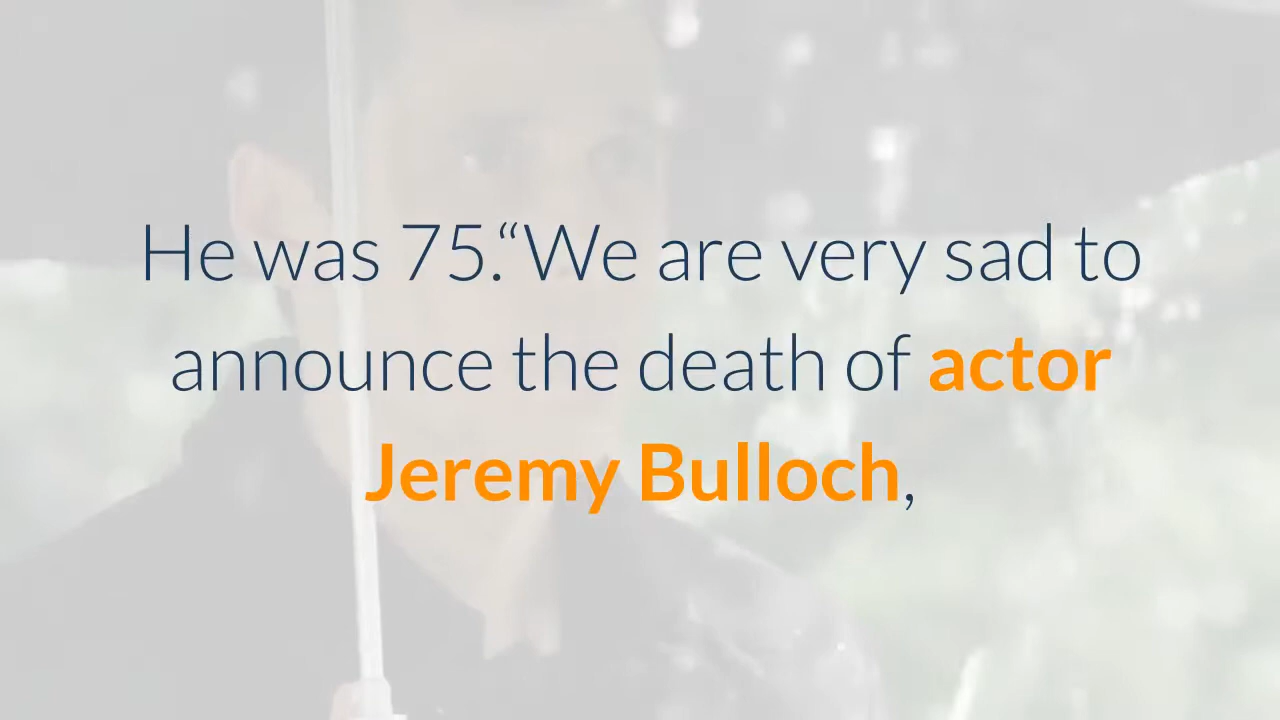 He was 75.“We are very sad to
announce the death of actor
Jeremy Bulloch,